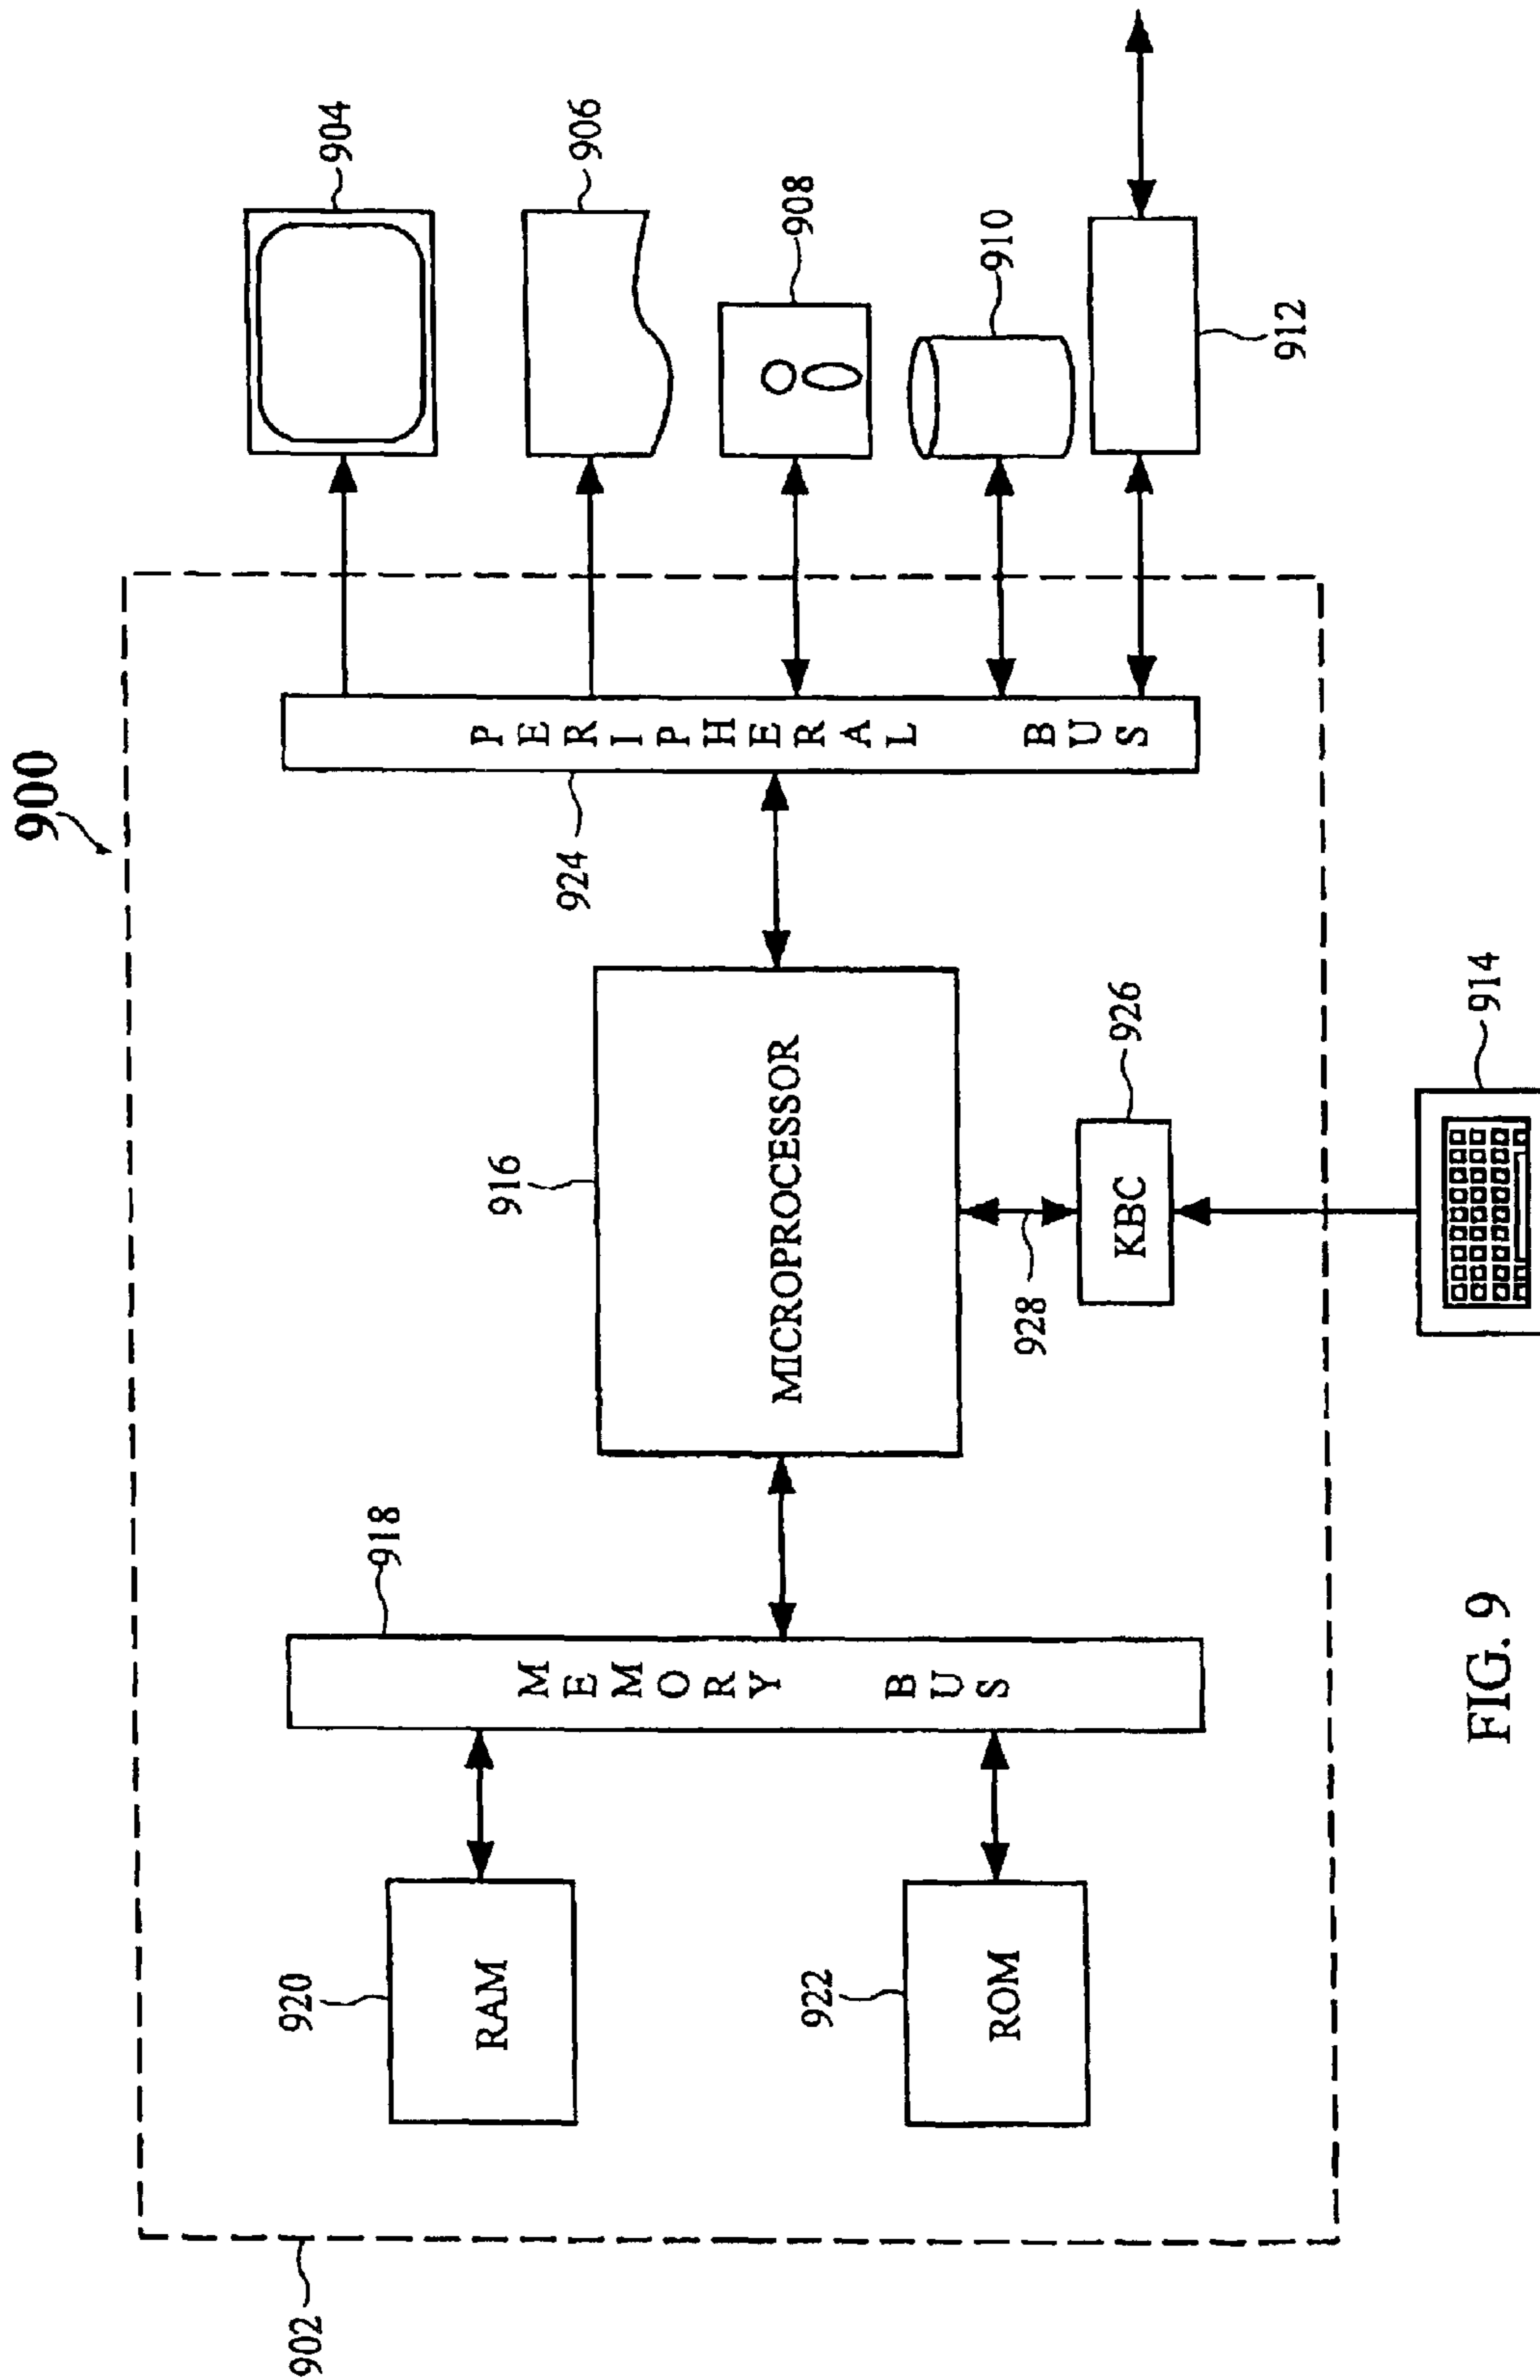 900
902
920
RAM
922
ROM
918
MEMORY BUS
916
MICROPROCESSOR
928
KBC
926
914
924
PERIPHERAL BUS
904
906
908
910
912
FIG. 9